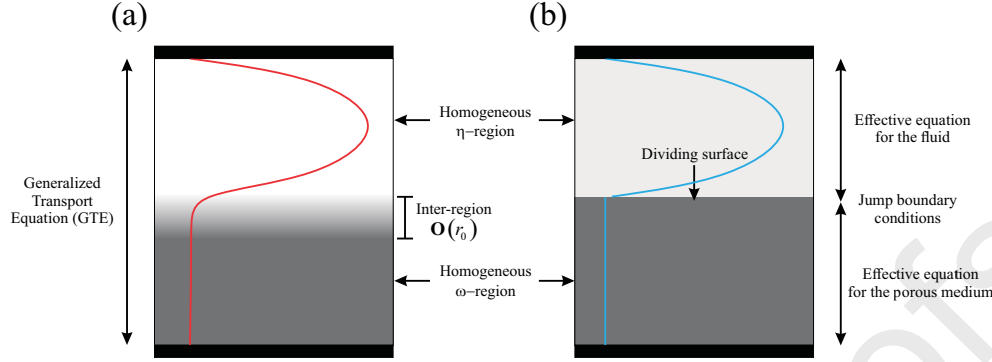 (a)
(b)
Generalized
Transport
Equation (GTE)
Homogeneous
η−region
Inter-region
O(r₀)
Homogeneous
ω−region
Dividing surface
Effective equation
for the fluid
Jump boundary
conditions
Effective equation
for the porous medium